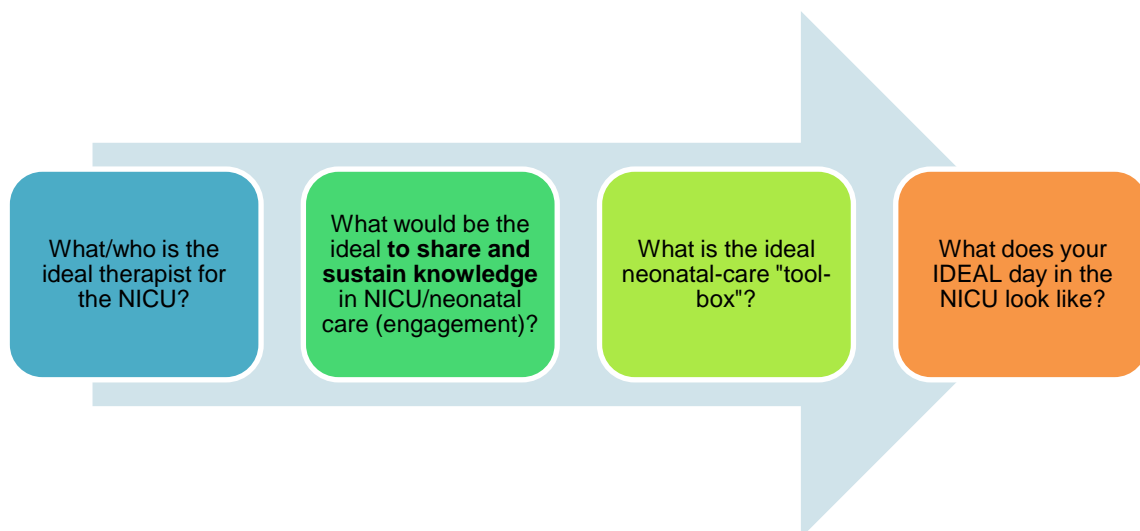 What/who is the
ideal therapist for
the NICU?
What would be the
ideal to share and
sustain knowledge
in NICU/neonatal
care (engagement)?
What is the ideal
neonatal-care "tool-
box"?
What does your
IDEAL day in the
NICU look like?